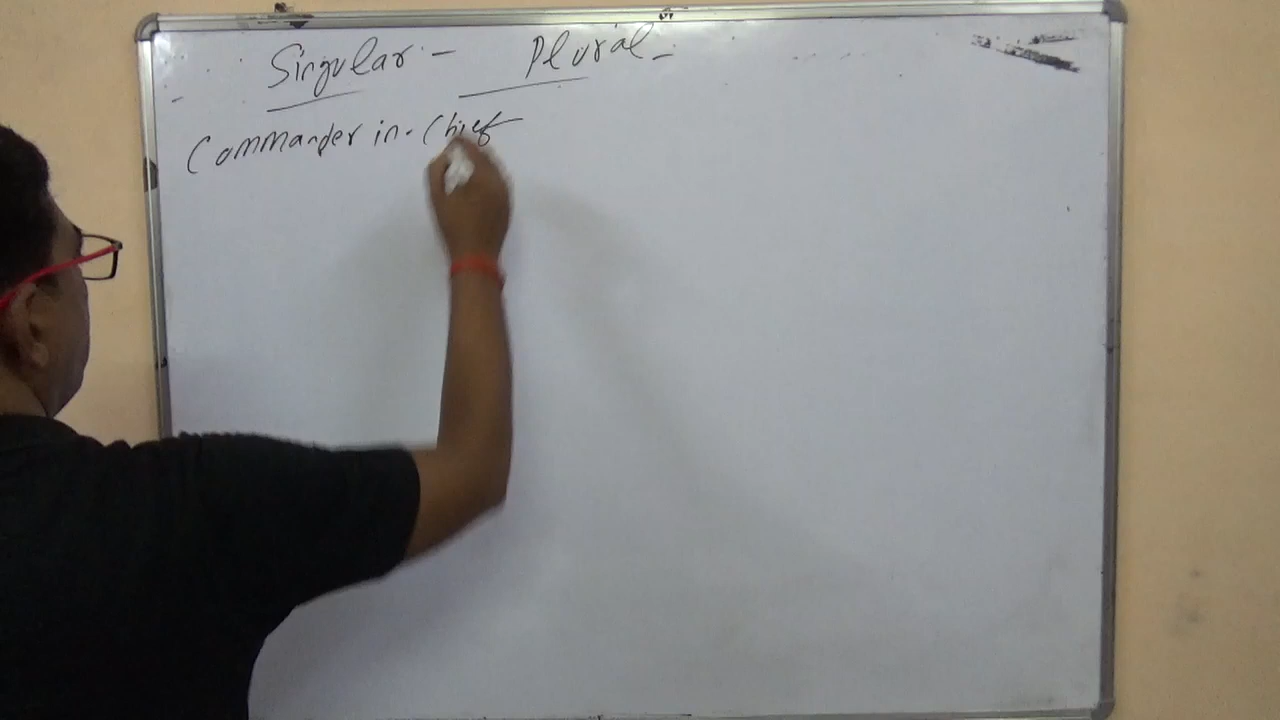 Singular - Plural -
Commander in-Chief